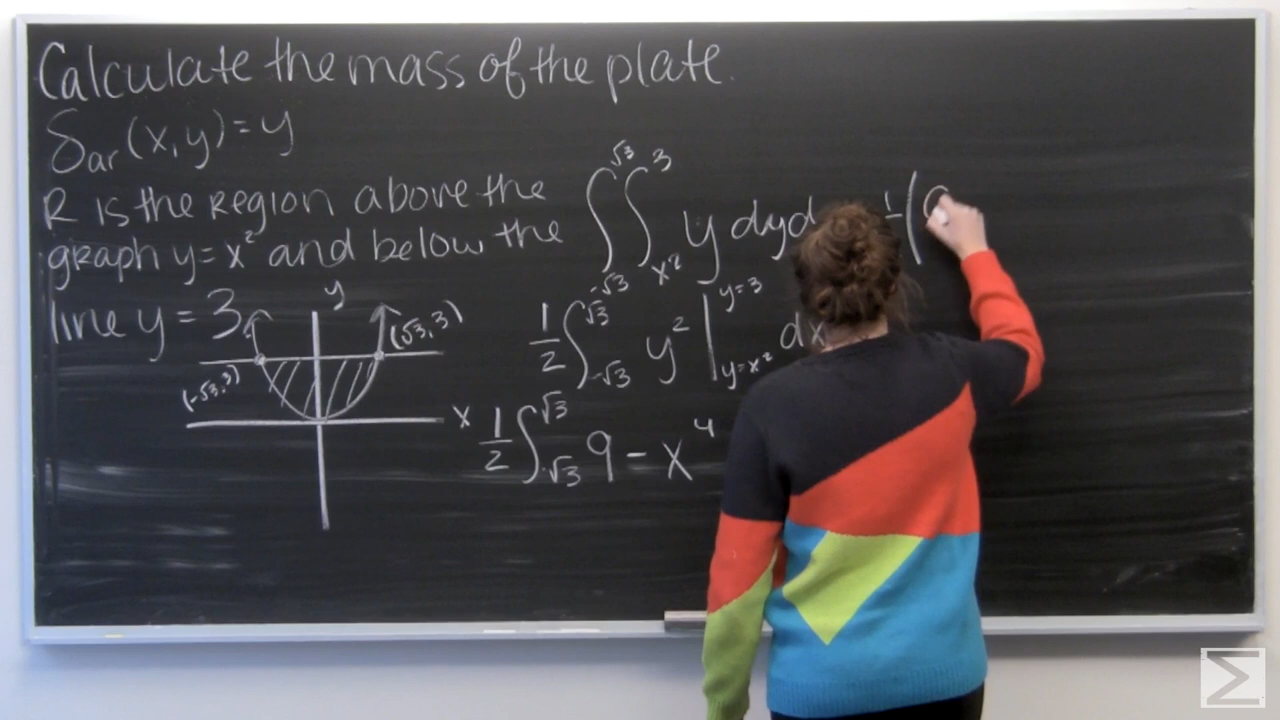 Calculate the mass of the plate.
δar(x,y)=y
R is the region above the
graph y=x² and below the
line y = 3
y
(√3,3)
(-√3,3)
x
∫_{-√3}^{√3} ∫_{x²}^{3} y dyd
1/2 ∫_{-√3}^{√3} y² |_{y=x²}^{y=3} dx
1/2 ∫_{-√3}^{√3} 9 - x⁴
Σ